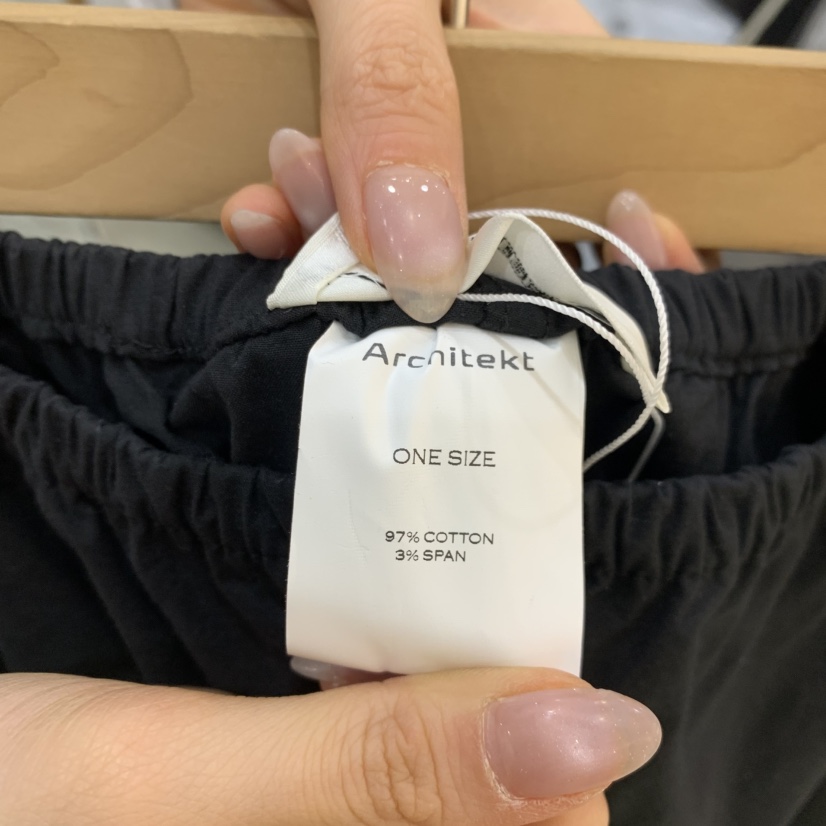 Architekt
ONE SIZE
97% COTTON
3% SPAN